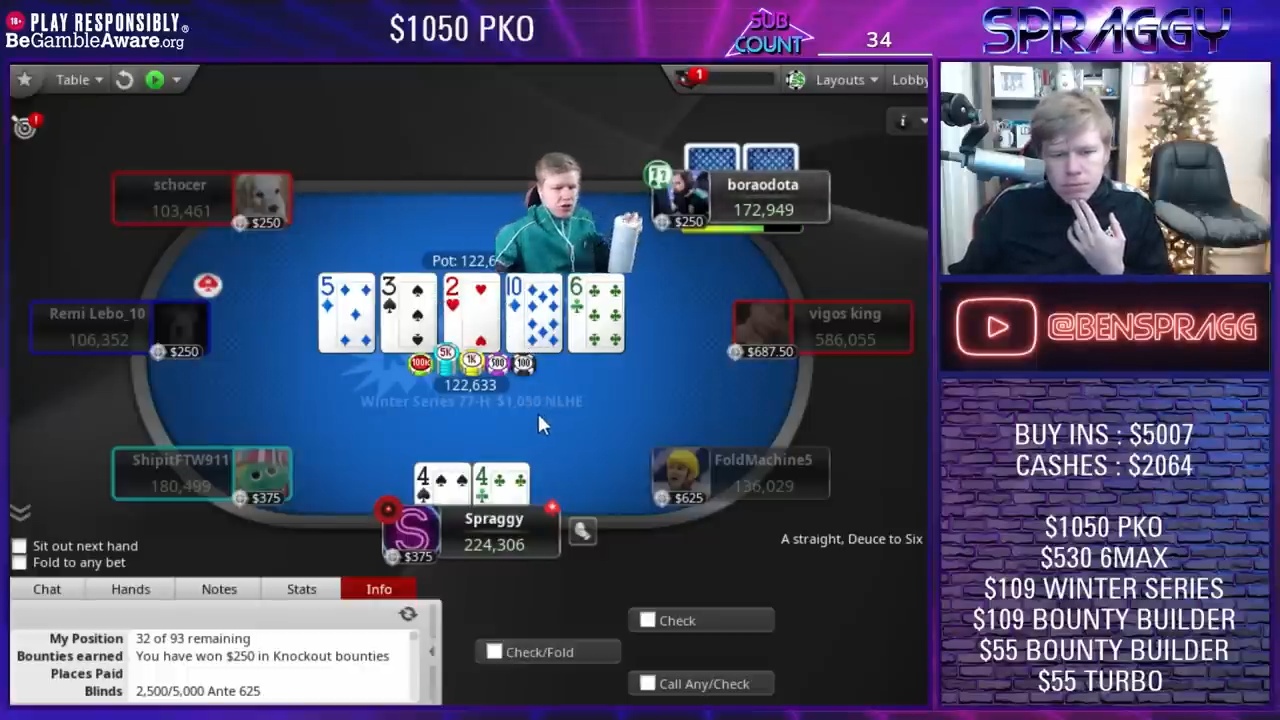 18+ PLAY RESPONSIBLY®
BeGambleAware.org
$1050 PKO
SUB COUNT
34
SPRAGGY
Table
1
Layouts
Lobby
schocer
103,461
$250
11
boraodota
172,949
$250
Pot: 122,6
5 3 2 10 6
Remi Lebo_10
106,352
$250
vigos king
586,055
$687.50
100K 5K 1K 500 100
122,633
Winter Series 77-H: $1,050 NLHE
@BENSPRAGG
ShipitFTW911
180,499
$375
4 4
FoldMachine5
136,029
$625
S
Spraggy
224,306
$375
A straight, Deuce to Six
Sit out next hand
Fold to any bet
Chat Hands Notes Stats Info
My Position 32 of 93 remaining
Bounties earned You have won $250 in Knockout bounties
Places Paid
Blinds 2,500/5,000 Ante 625
Check
Check/Fold
Call Any/Check
BUY INS : $5007
CASHES : $2064
$1050 PKO
$530 6MAX
$109 WINTER SERIES
$109 BOUNTY BUILDER
$55 BOUNTY BUILDER
$55 TURBO